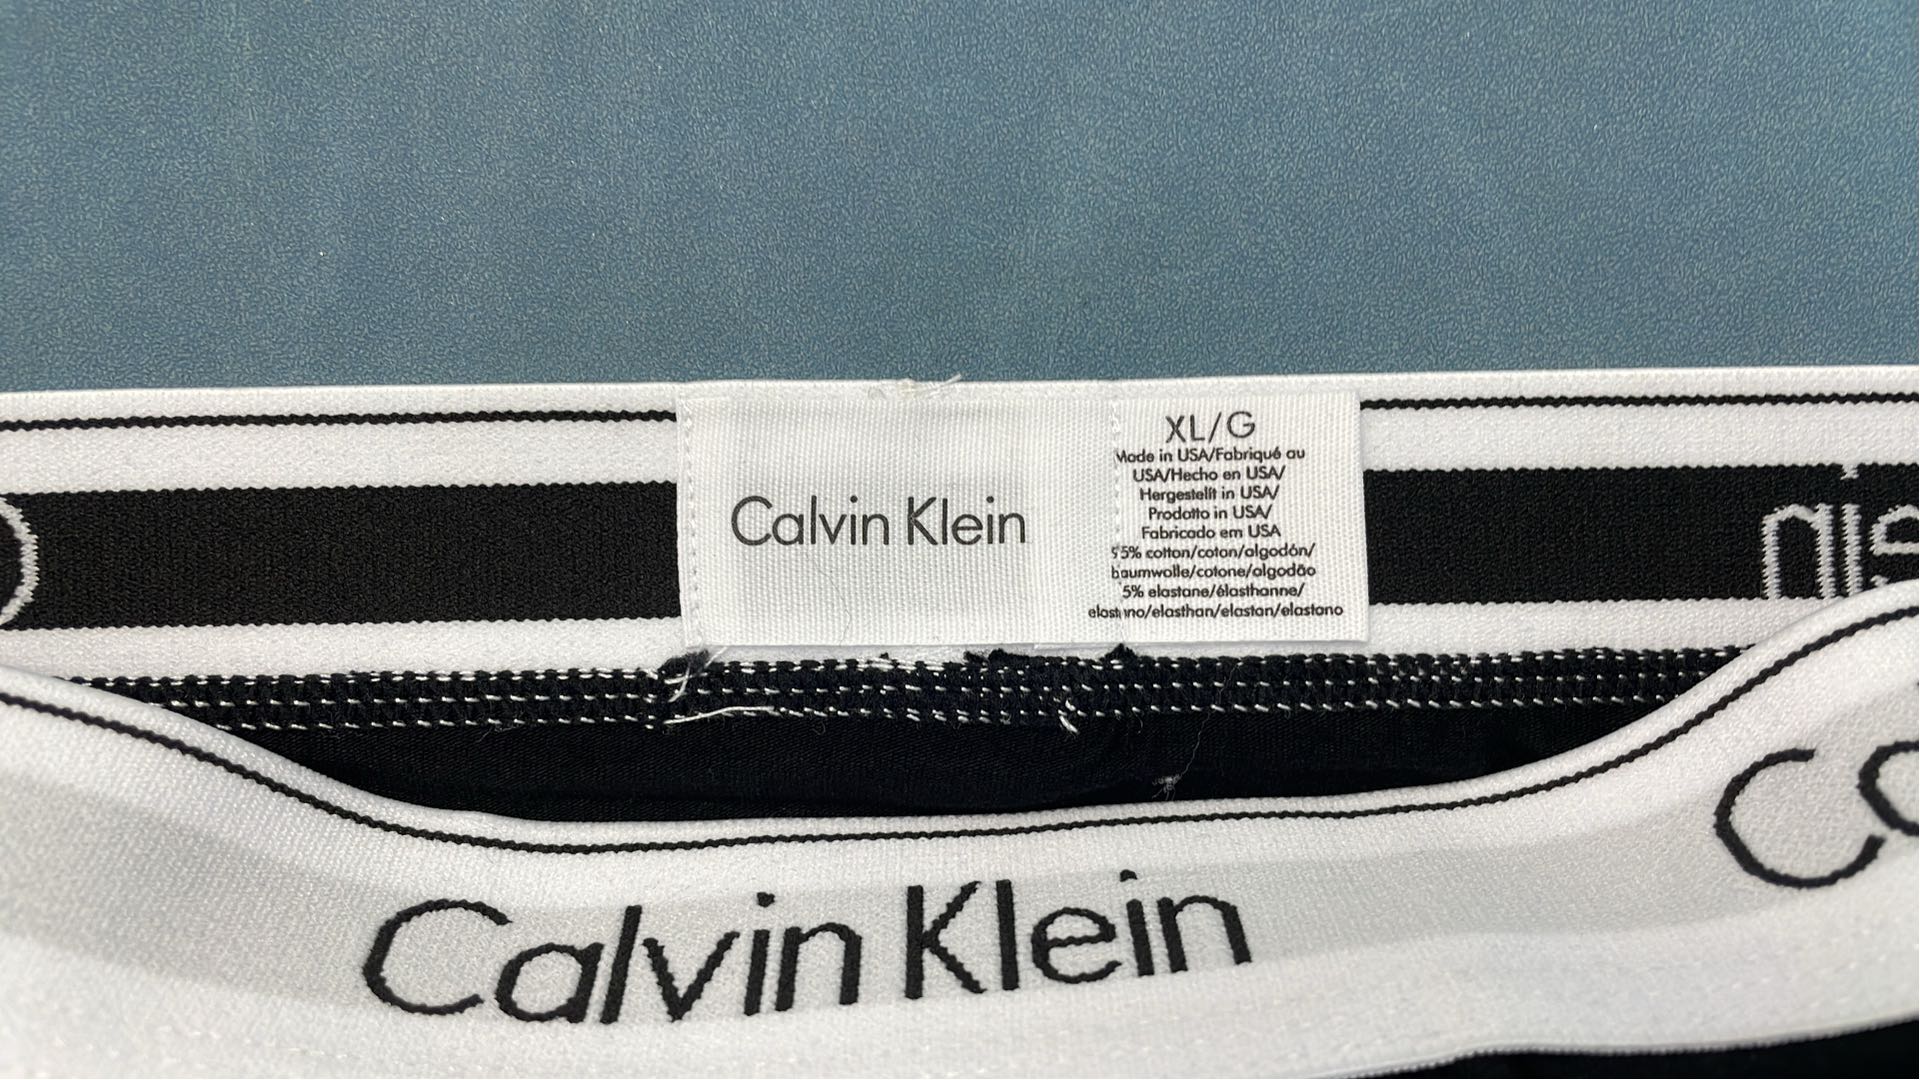 XL/G
Made in USA/Fabriqué au
USA/Hecho en USA/
Hergestellt in USA/
Prodotto in USA/
Fabricado em USA
95% cotton/coton/algodón/
baumwolle/cotone/algodão
5% elastane/élasthanne/
elastano/elasthan/elastan/elastano
Calvin Klein
Calvin Klein